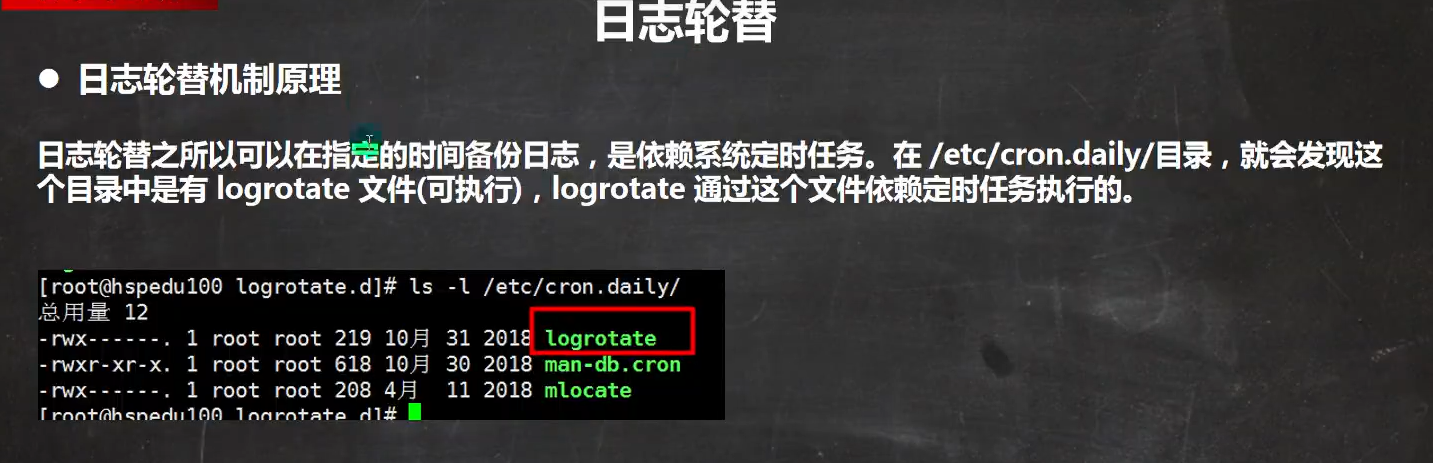 日志轮替
● 日志轮替机制原理
日志轮替之所以可以在指定的时间备份日志，是依赖系统定时任务。在 /etc/cron.daily/目录，就会发现这
个目录中是有 logrotate 文件(可执行)，logrotate 通过这个文件依赖定时任务执行的。
[root@hspedu100 logrotate.d]# ls -l /etc/cron.daily/
总用量 12
-rwx------. 1 root root 219 10月 31 2018 logrotate
-rwxr-xr-x. 1 root root 618 10月 30 2018 man-db.cron
-rwx------. 1 root root 208 4月  11 2018 mlocate
[root@hspedu100 logrotate.d]#